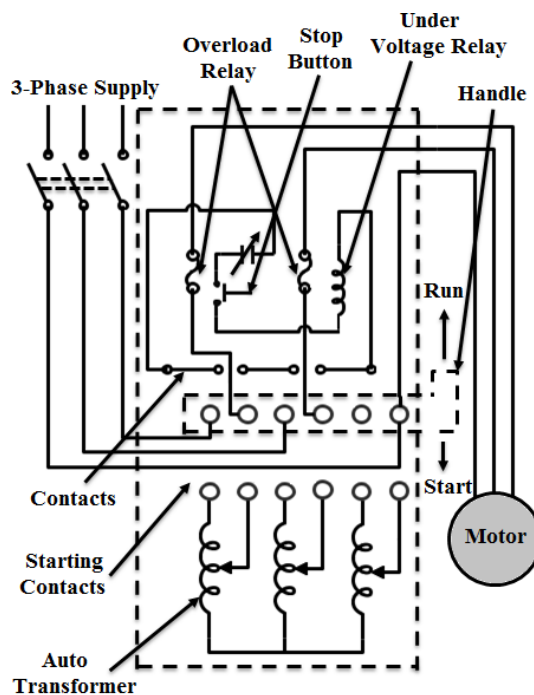 Under
Voltage Relay
Overload
Relay
Stop
Button
3-Phase Supply
Handle
Run
Contacts
Start
Starting
Contacts
Motor
Auto
Transformer